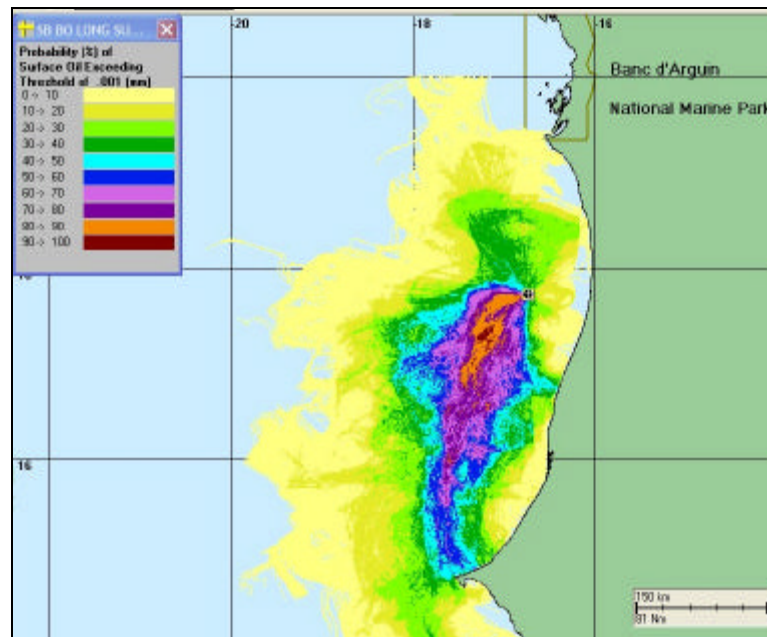 SB BO LONG SU...
Probability (%) of
Surface Oil Exceeding
Threshold of .001 (mm)
0-> 10
10-> 20
20-> 30
30-> 40
40-> 50
50-> 60
60-> 70
70-> 80
80-> 90
90-> 100
-20
-18
-16
Banc d'Arguin
National Marine Park
16
150 km
81 Nm